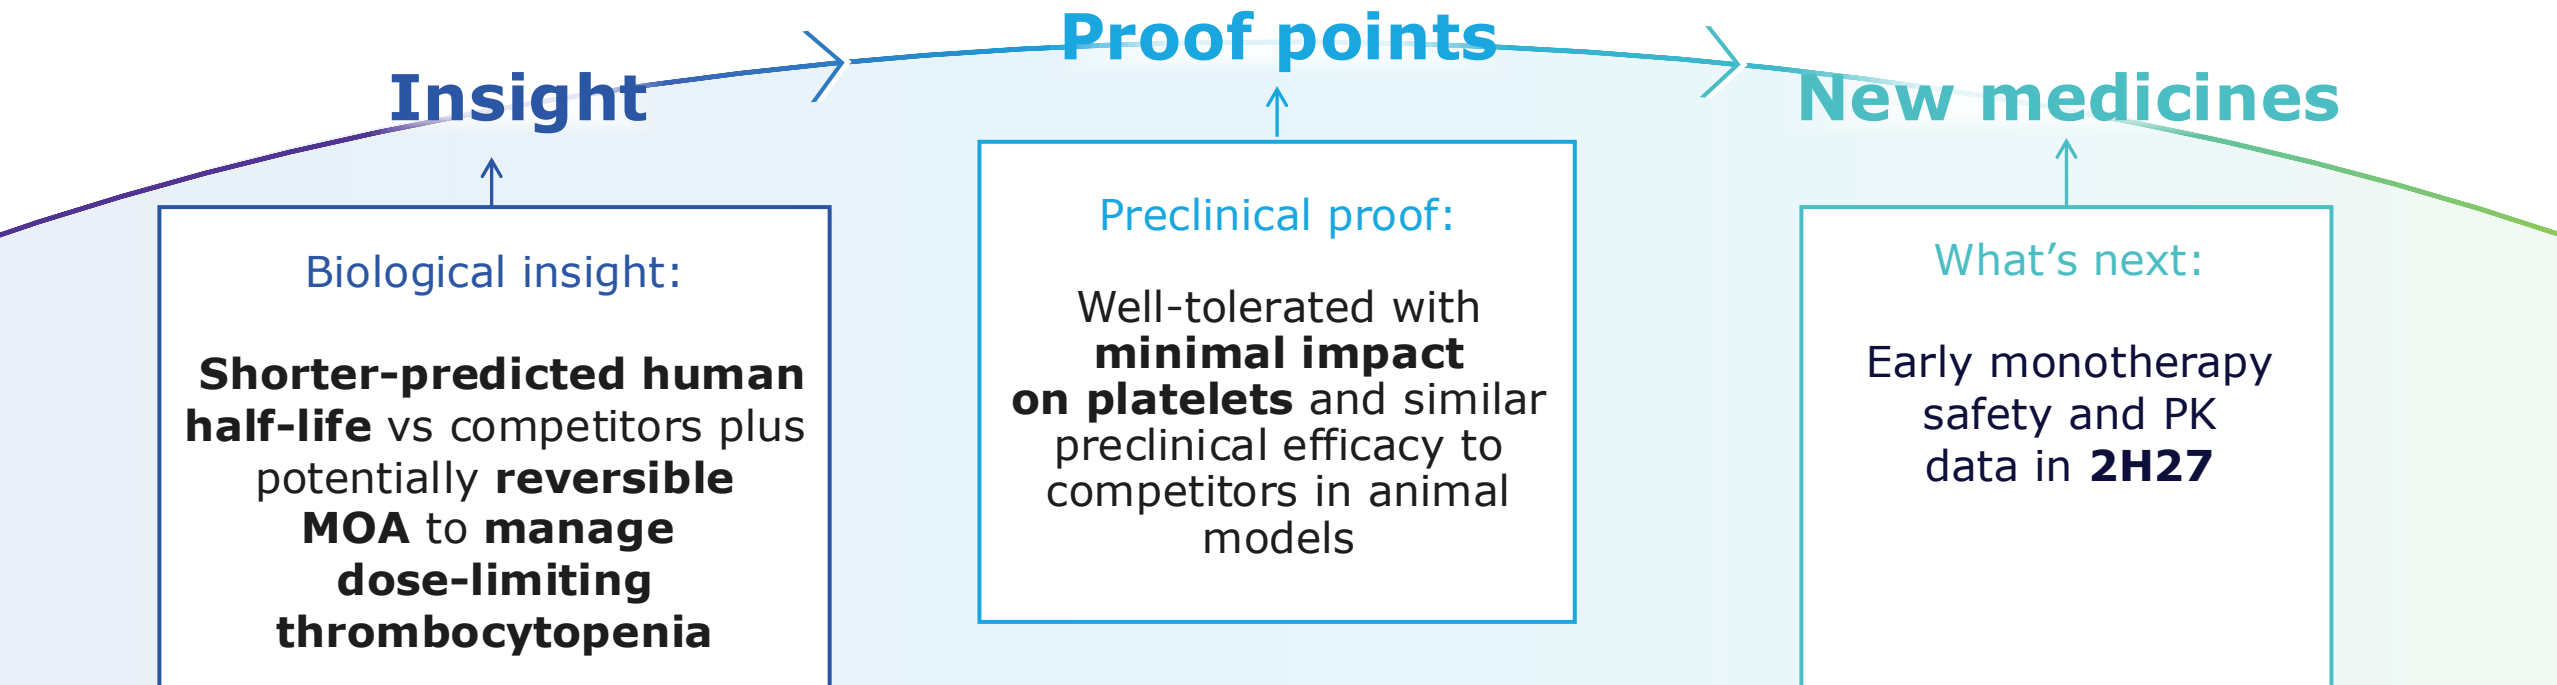 Insight
Proof points
New medicines
Biological insight:
Shorter-predicted human
half-life vs competitors plus
potentially reversible
MOA to manage
dose-limiting
thrombocytopenia
Preclinical proof:
Well-tolerated with
minimal impact
on platelets and similar
preclinical efficacy to
competitors in animal
models
What’s next:
Early monotherapy
safety and PK
data in 2H27